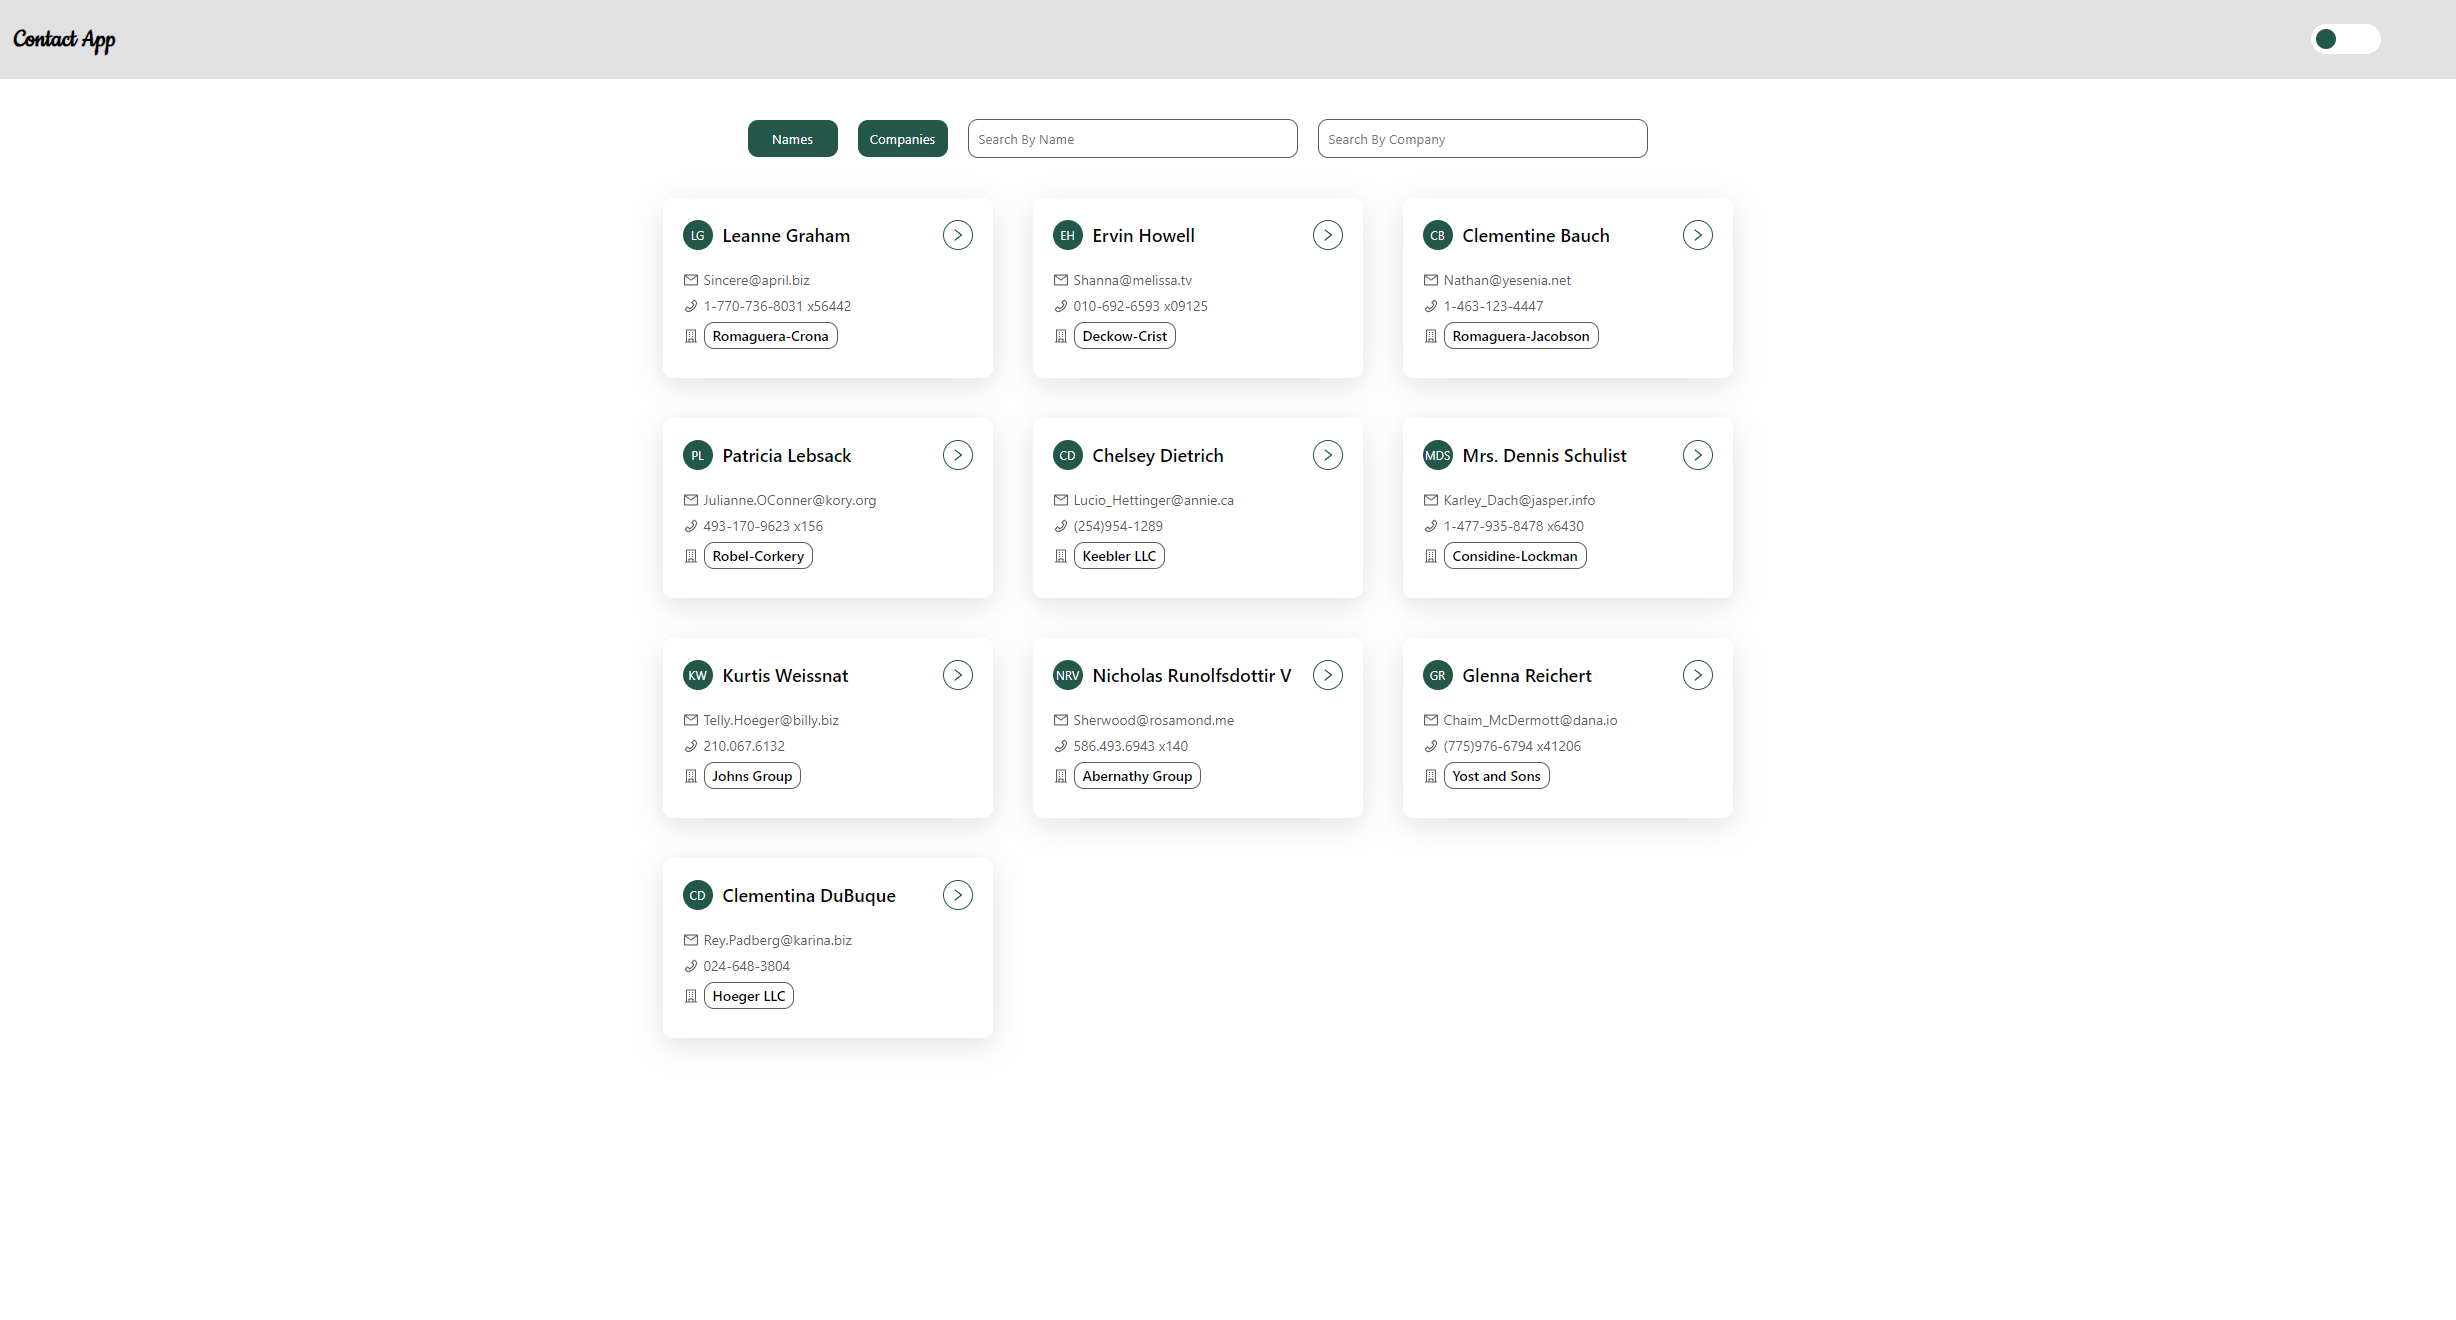 Contact App
Names Companies Search By Name Search By Company
LG Leanne Graham
Sincere@april.biz
1-770-736-8031 x56442
Romaguera-Crona
EH Ervin Howell
Shanna@melissa.tv
010-692-6593 x09125
Deckow-Crist
CB Clementine Bauch
Nathan@yesenia.net
1-463-123-4447
Romaguera-Jacobson
PL Patricia Lebsack
Julianne.OConner@kory.org
493-170-9623 x156
Robel-Corkery
CD Chelsey Dietrich
Lucio_Hettinger@annie.ca
(254)954-1289
Keebler LLC
MDS Mrs. Dennis Schulist
Karley_Dach@jasper.info
1-477-935-8478 x6430
Considine-Lockman
KW Kurtis Weissnat
Telly.Hoeger@billy.biz
210.067.6132
Johns Group
NRV Nicholas Runolfsdottir V
Sherwood@rosamond.me
586.493.6943 x140
Abernathy Group
GR Glenna Reichert
Chaim_McDermott@dana.io
(775)976-6794 x41206
Yost and Sons
CD Clementina DuBuque
Rey.Padberg@karina.biz
024-648-3804
Hoeger LLC